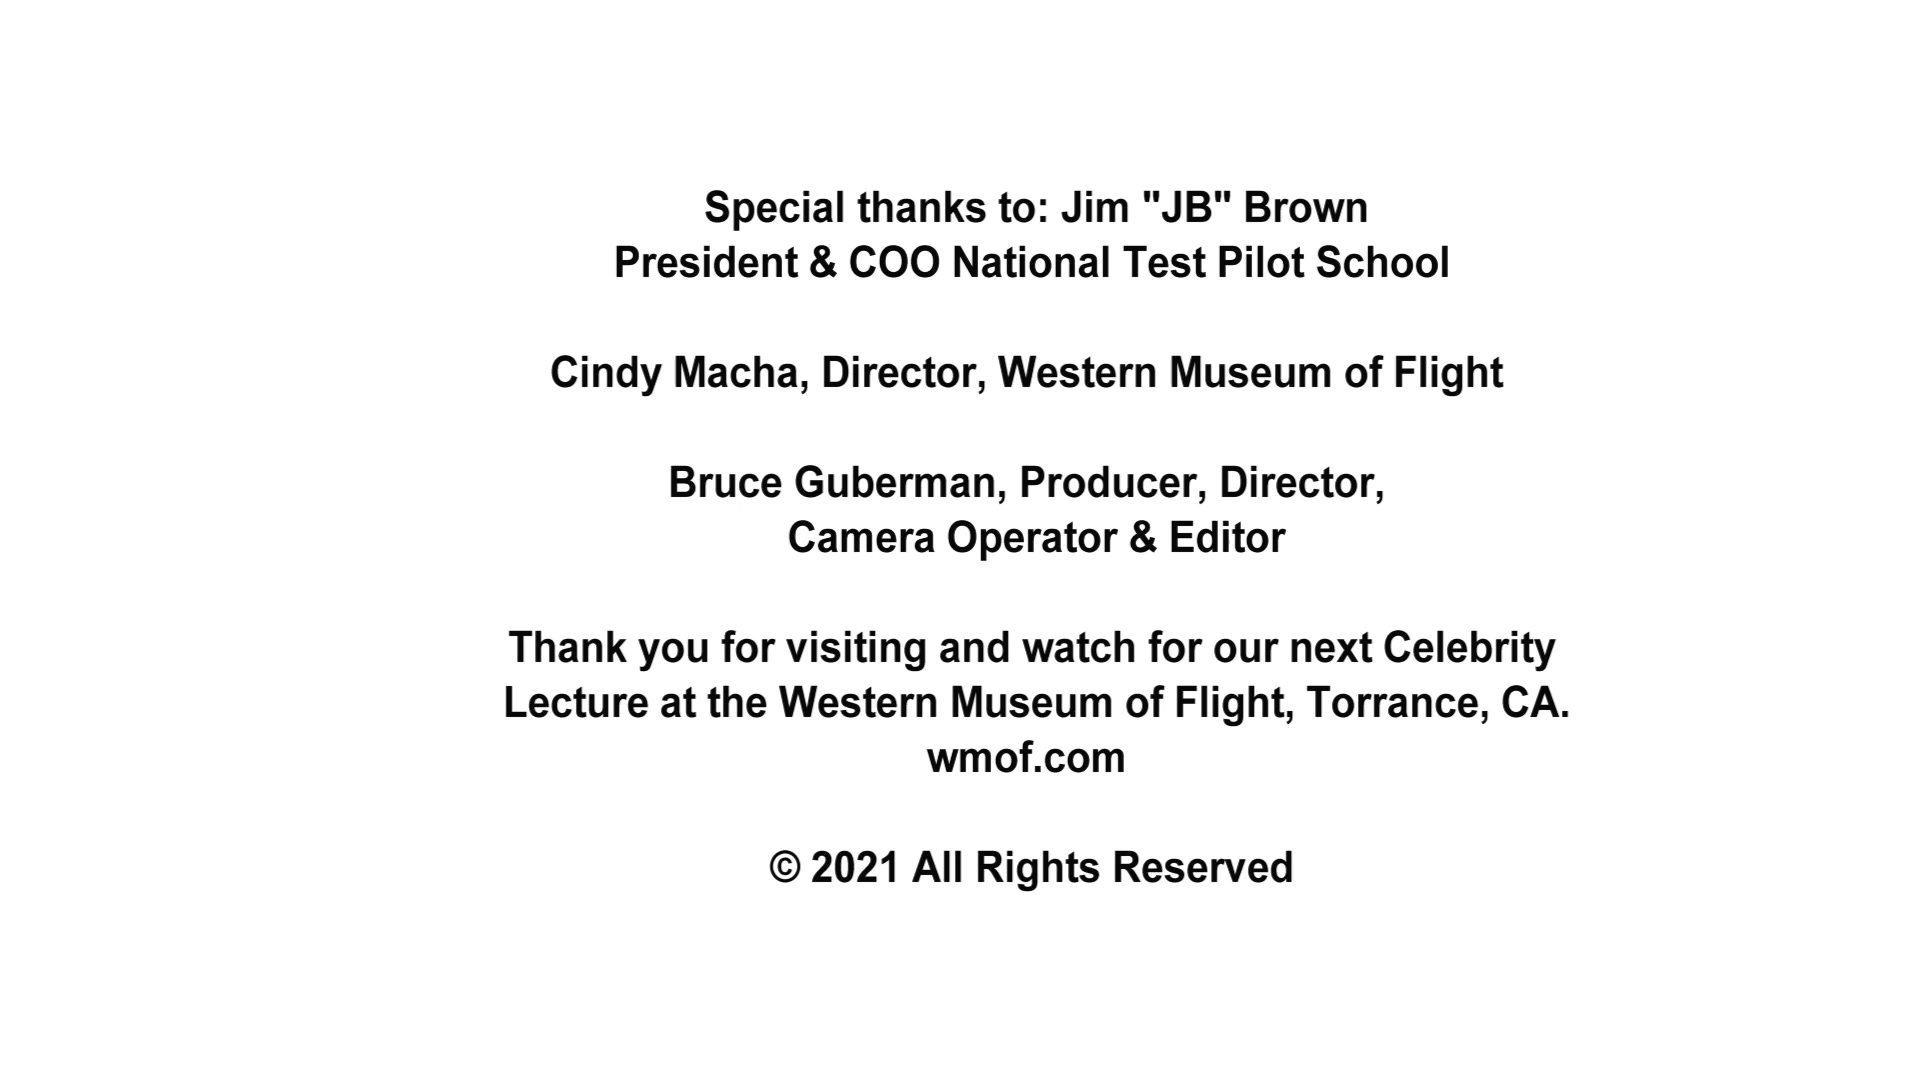 Special thanks to: Jim "JB" Brown
President & COO National Test Pilot School
Cindy Macha, Director, Western Museum of Flight
Bruce Guberman, Producer, Director,
Camera Operator & Editor
Thank you for visiting and watch for our next Celebrity
Lecture at the Western Museum of Flight, Torrance, CA.
wmof.com
© 2021 All Rights Reserved